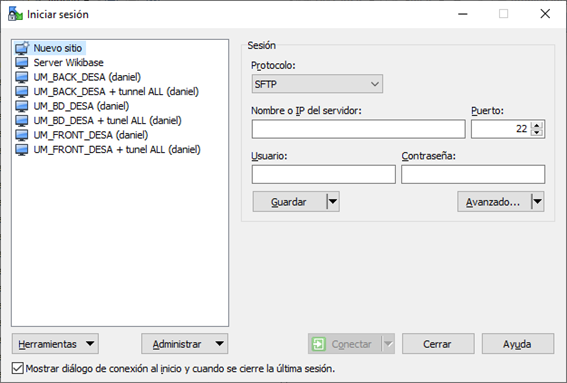 Iniciar sesión
Nuevo sitio
Server Wikibase
UM_BACK_DESA (daniel)
UM_BACK_DESA + tunnel ALL (daniel)
UM_BD_DESA (daniel)
UM_BD_DESA + tunel ALL (daniel)
UM_FRONT_DESA (daniel)
UM_FRONT_DESA + tunel ALL (daniel)
Sesión
Protocolo:
SFTP
Nombre o IP del servidor: Puerto:
22
Usuario: Contraseña:
Guardar Avanzado...
Herramientas Administrar Conectar Cerrar Ayuda
Mostrar diálogo de conexión al inicio y cuando se cierre la última sesión.